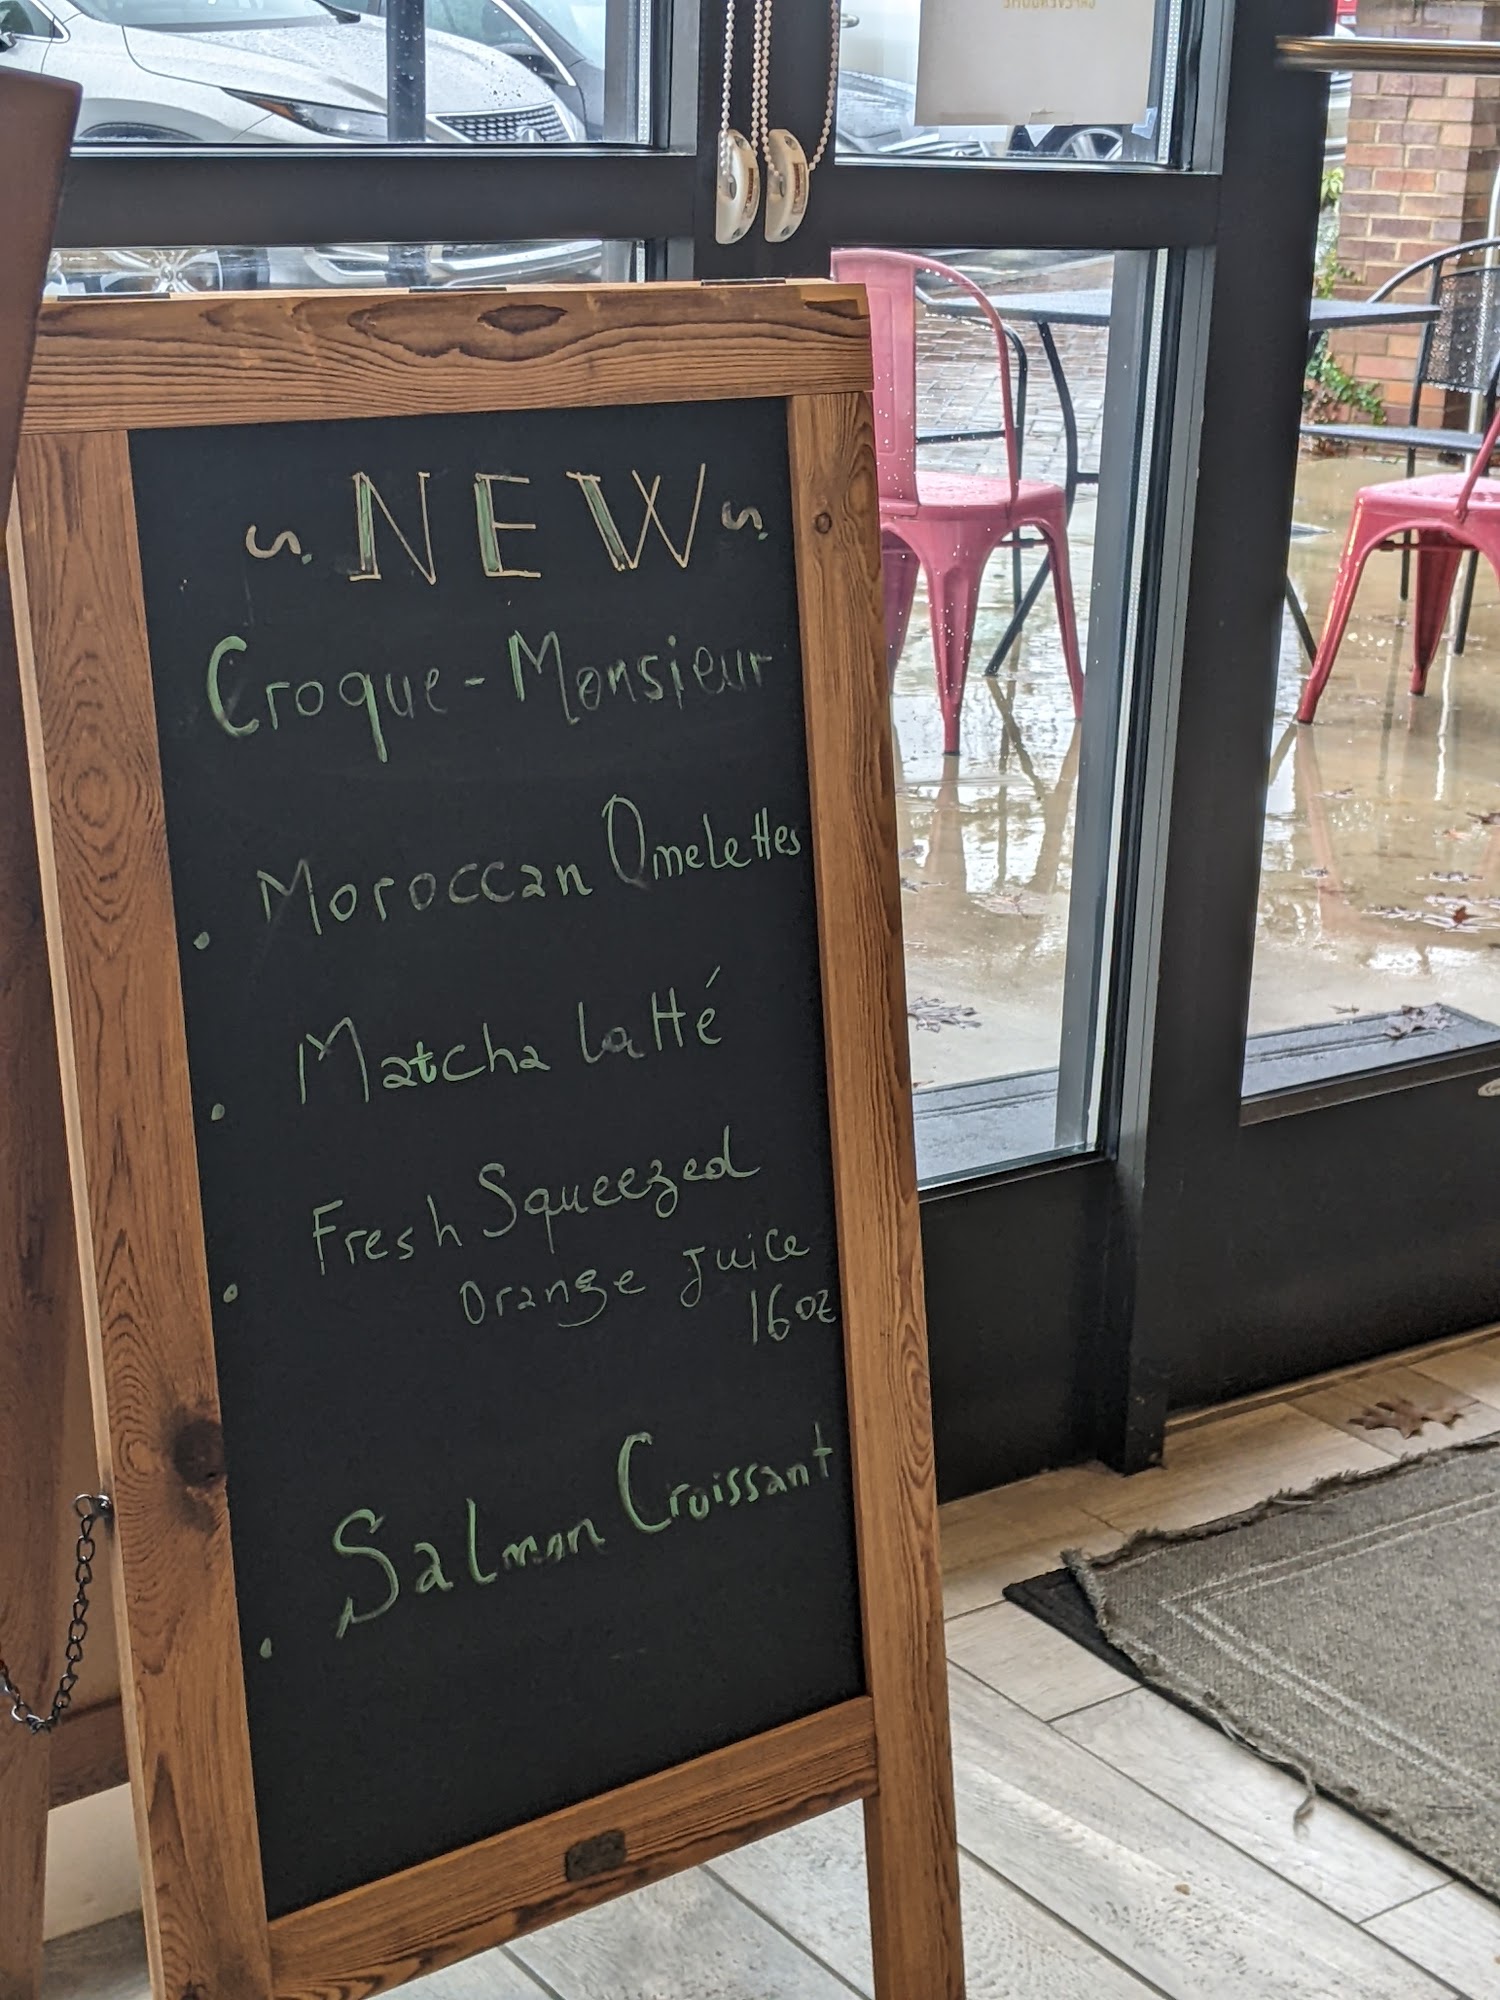 ~ NEW ~
Croque-Monsieur
• Moroccan Omelettes
• Matcha Latté
• Fresh Squeezed
Orange Juice
16oz
• Salmon Croissant